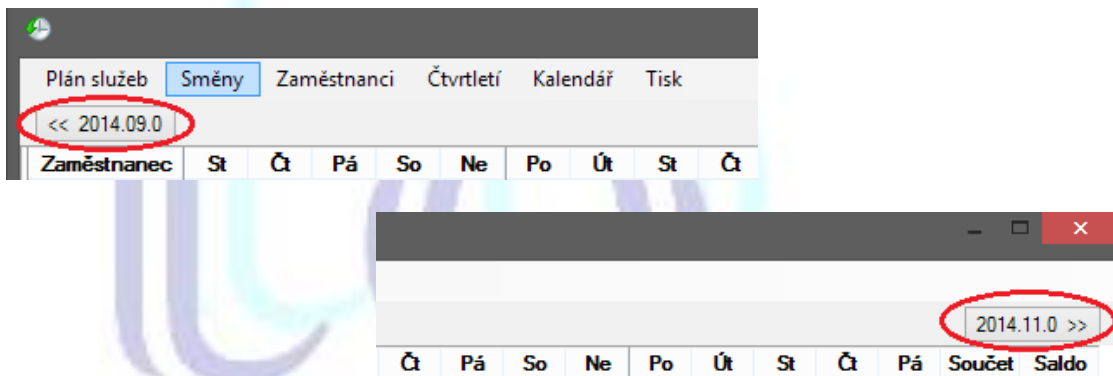 Plán služeb Směny Zaměstnanci Čtvrtletí Kalendář Tisk
<< 2014.09.0
Zaměstnanec St Čt Pá So Ne Po Út St Čt
2014.11.0 >>
Čt Pá So Ne Po Út St Čt Pá Součet Saldo